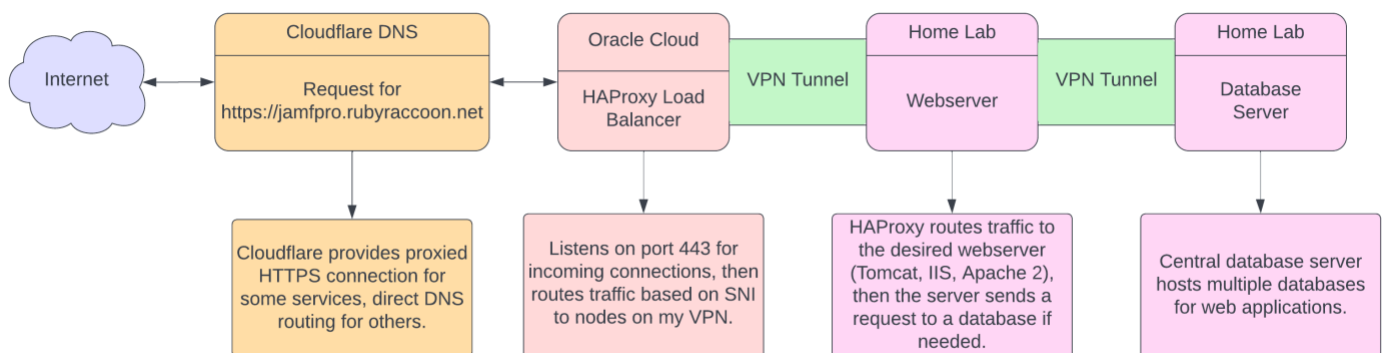 Internet
Cloudflare DNS
Request for
https://jamfpro.rubyraccoon.net
Oracle Cloud
HAProxy Load
Balancer
VPN Tunnel
Home Lab
Webserver
VPN Tunnel
Home Lab
Database
Server
Cloudflare provides proxied
HTTPS connection for
some services, direct DNS
routing for others.
Listens on port 443 for
incoming connections, then
routes traffic based on SNI
to nodes on my VPN.
HAProxy routes traffic to
the desired webserver
(Tomcat, IIS, Apache 2),
then the server sends a
request to a database if
needed.
Central database server
hosts multiple databases
for web applications.